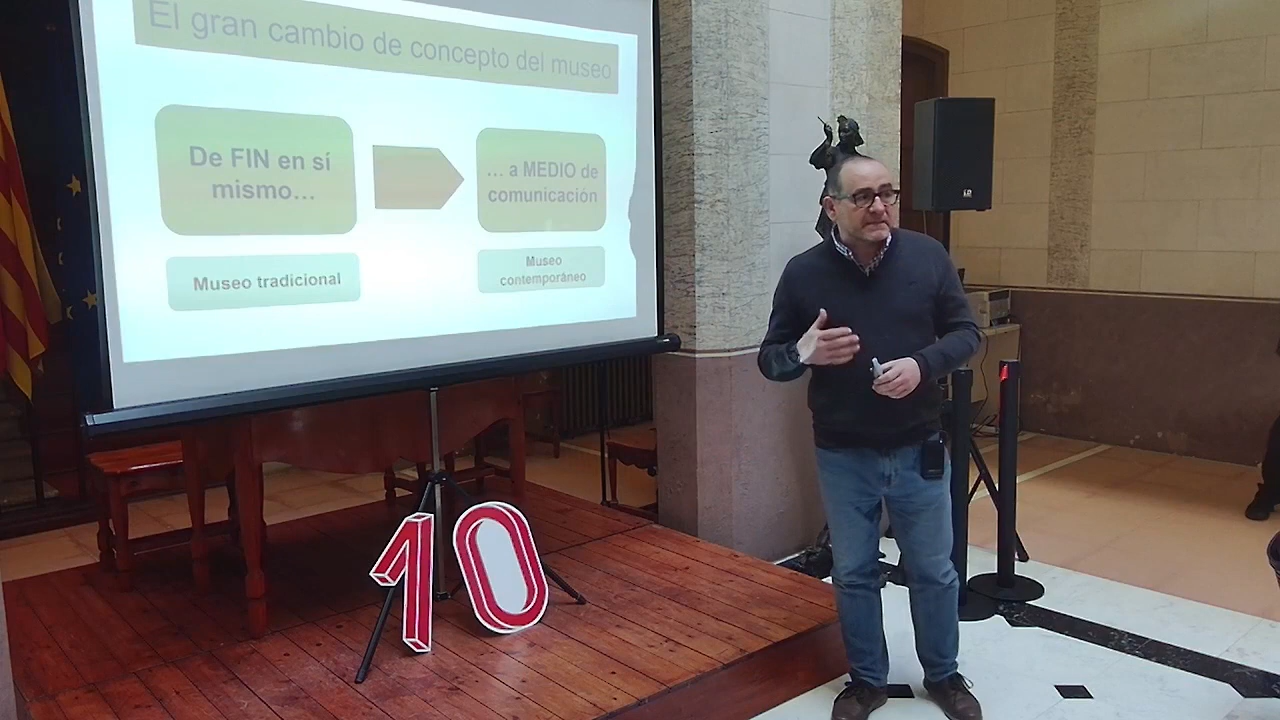 El gran cambio de concepto del museo
De FIN en sí
mismo...
... a MEDIO de
comunicación
Museo tradicional
Museo
contemporáneo
10